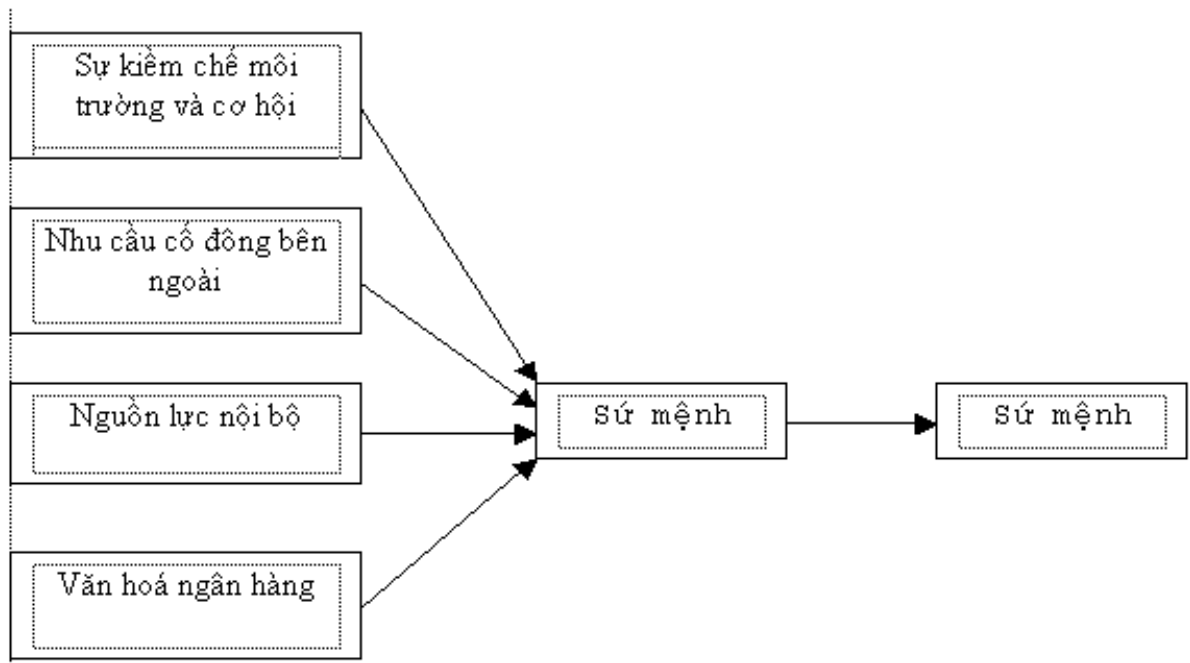 Sự kiềm chế môi
trường và cơ hội
Nhu cầu cố đông bên
ngoài
Nguồn lực nội bộ
Sứ mệnh
Sứ mệnh
Văn hoá ngân hàng